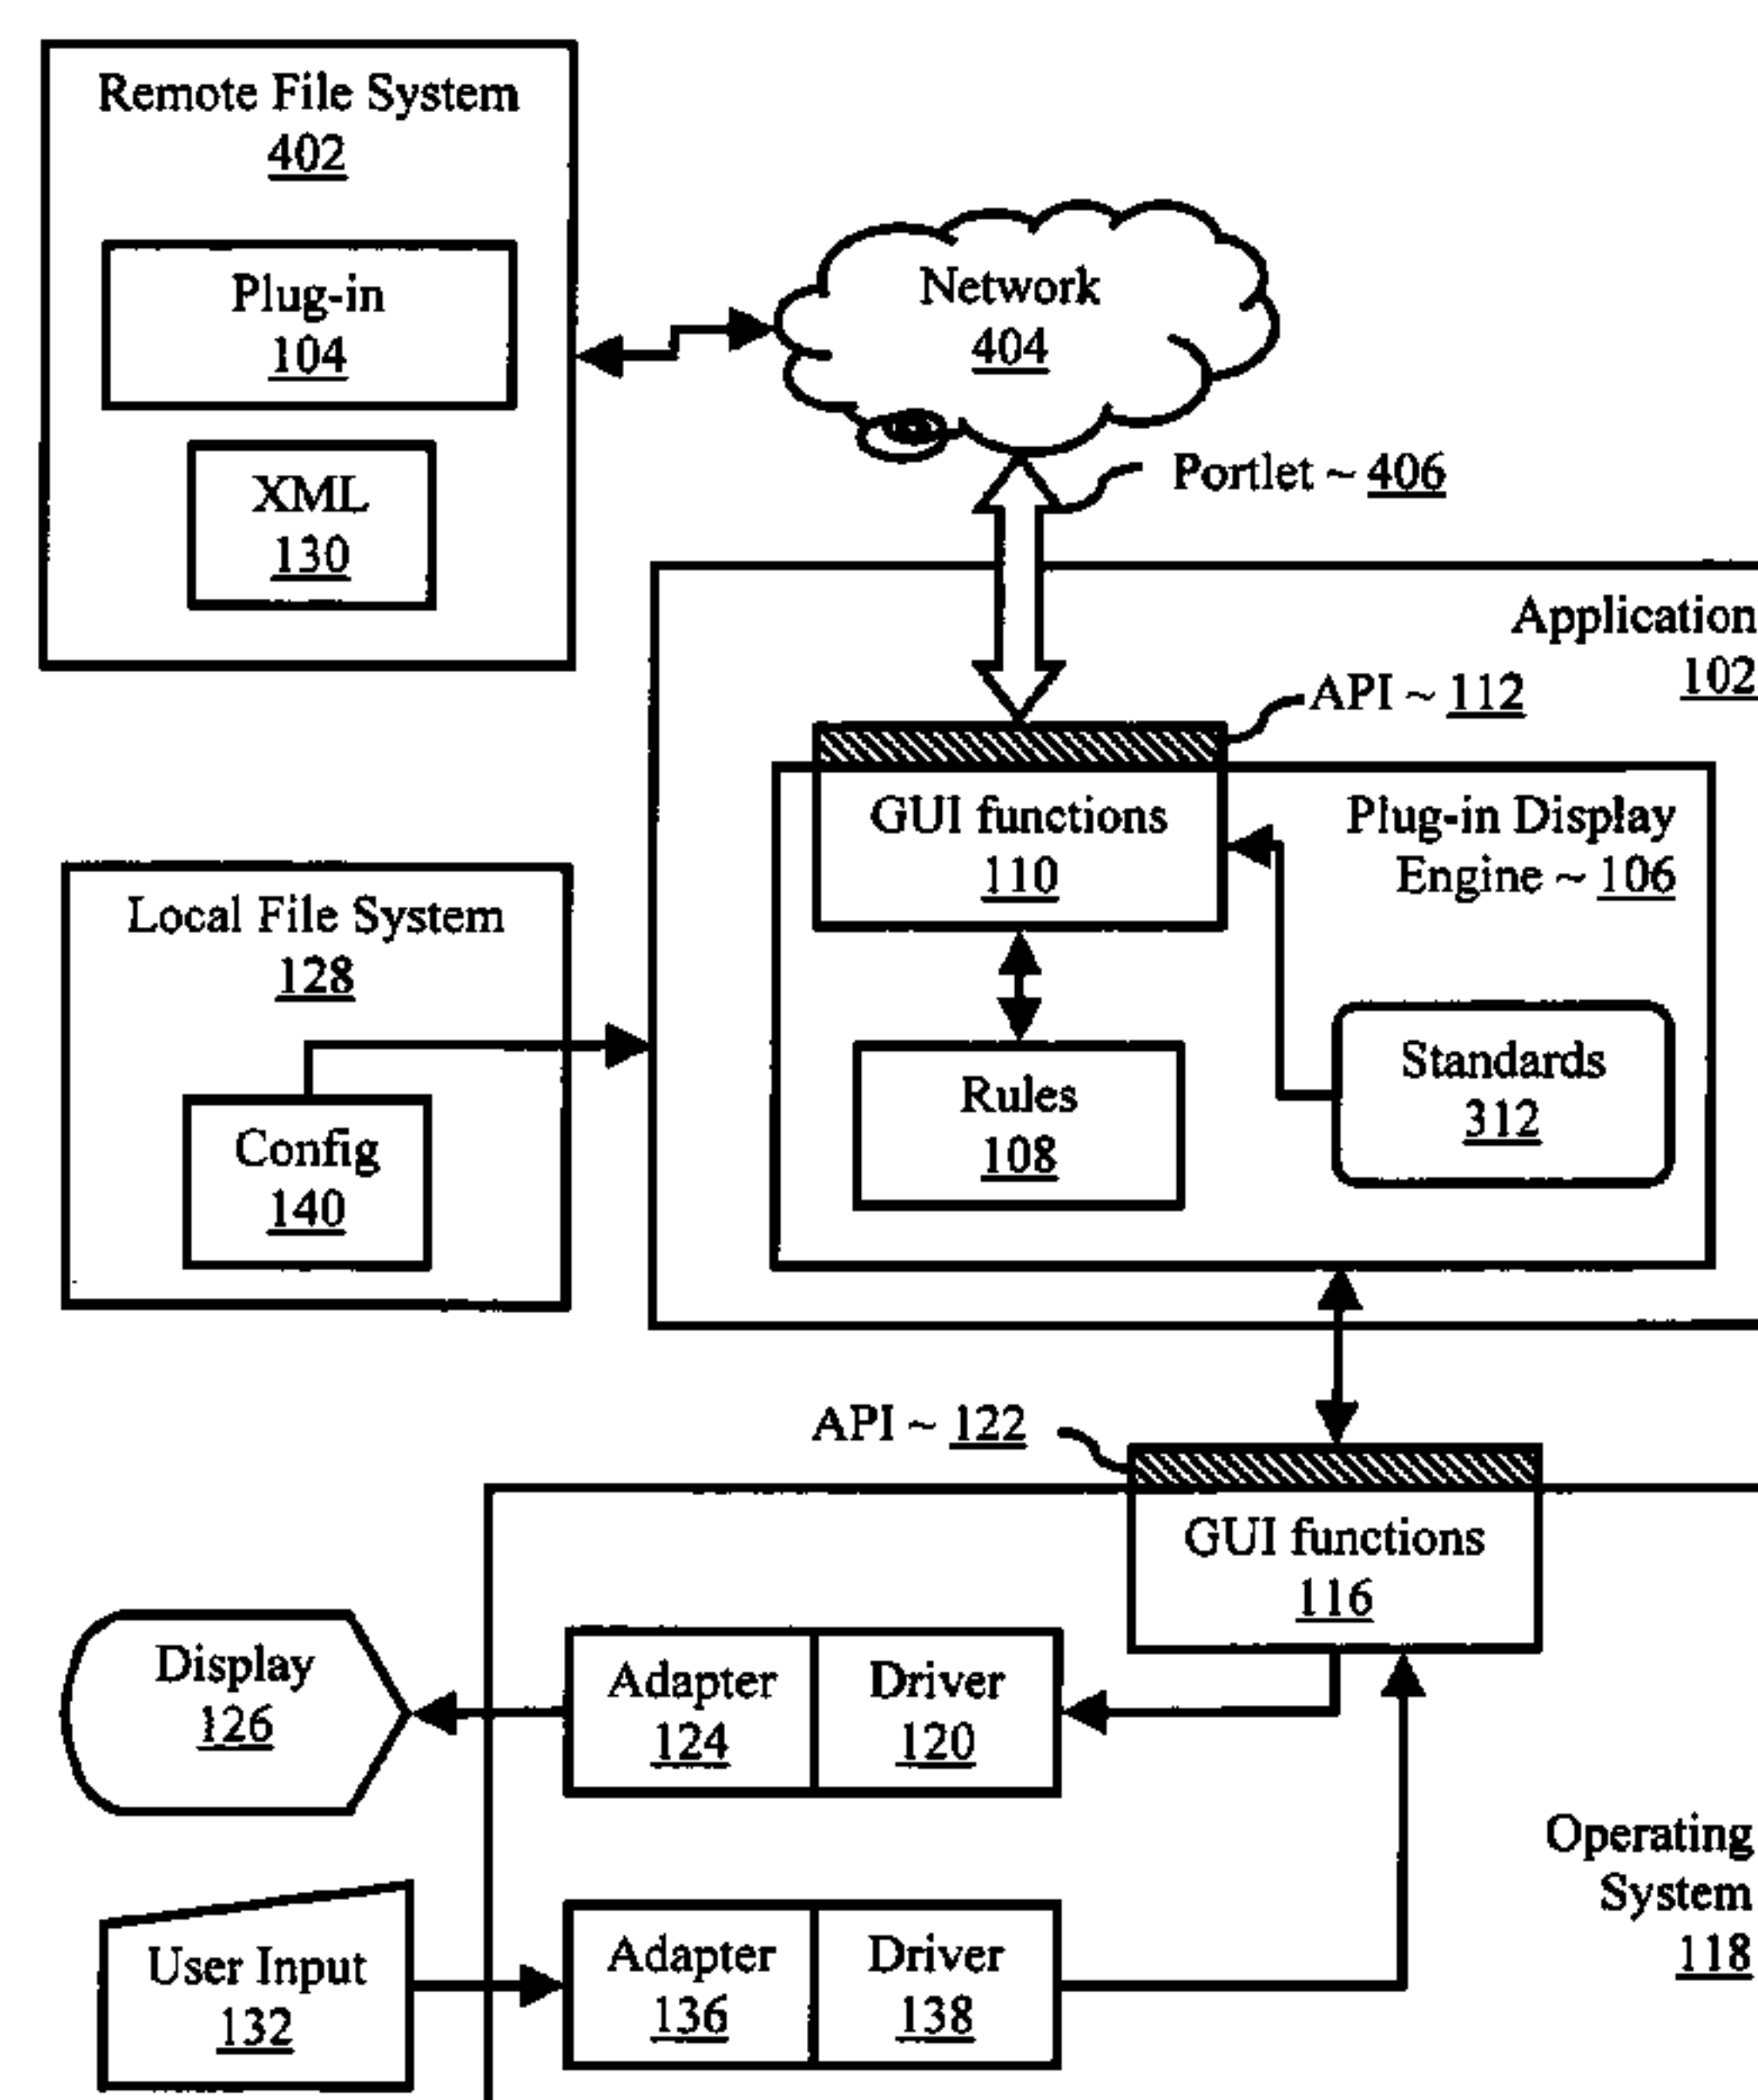 Remote File System
402
Plug-in
104
XML
130
Network
404
Portlet ~ 406
Application
102
API ~ 112
GUI functions
110
Plug-in Display
Engine ~ 106
Local File System
128
Config
140
Rules
108
Standards
312
API ~ 122
GUI functions
116
Display
126
Adapter
124
Driver
120
Operating
System
118
User Input
132
Adapter
136
Driver
138